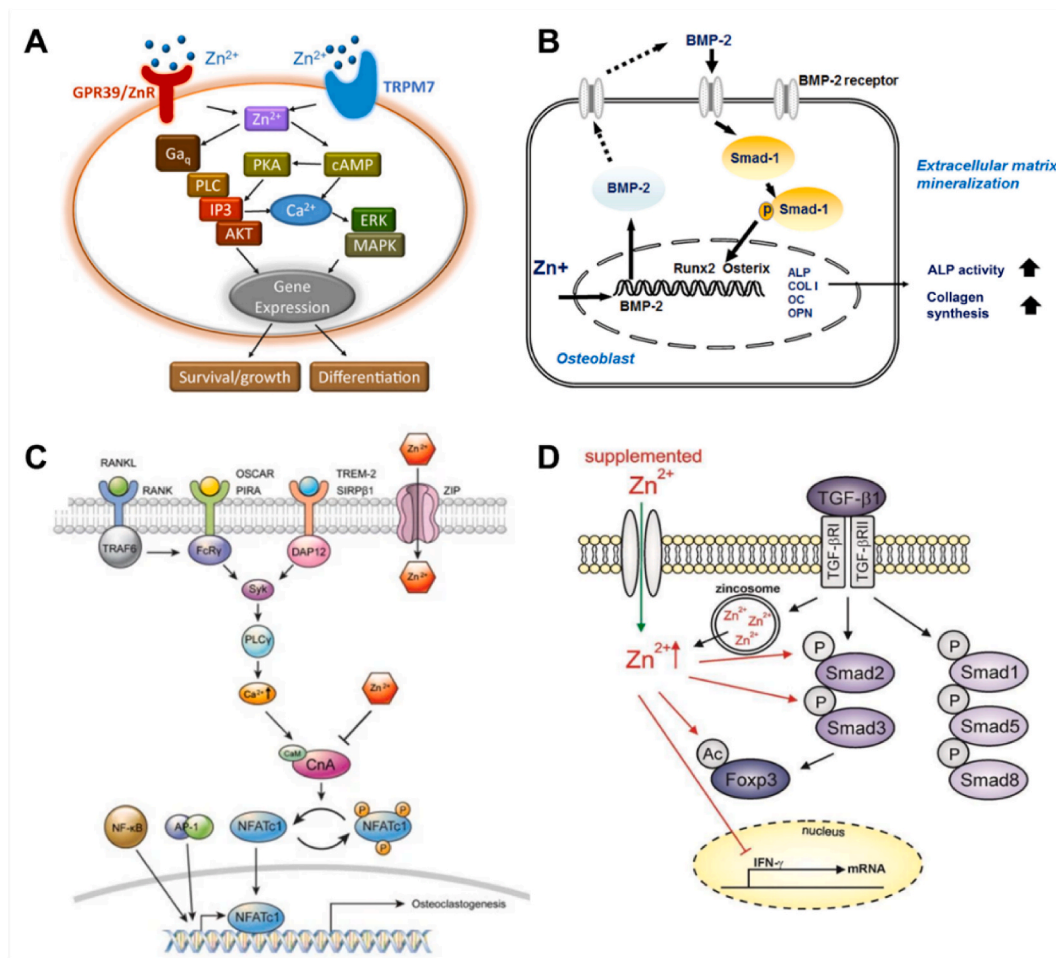 A
Zn²⁺
Zn²⁺
GPR39/ZnR
TRPM7
Zn²⁺
Gaq
PKA
cAMP
PLC
IP3
Ca²⁺
ERK
AKT
MAPK
Gene
Expression
Survival/growth
Differentiation
B
BMP-2
BMP-2 receptor
Smad-1
BMP-2
P
Smad-1
Extracellular matrix
mineralization
Zn+
Runx2 Osterix
BMP-2
ALP
COL I
OC
OPN
ALP activity
Collagen
synthesis
Osteoblast
C
Zn²⁺
RANKL
RANK
OSCAR
PIRA
TREM-2
SIRPβ1
ZIP
TRAF6
FcRγ
DAP12
Zn²⁺
Syk
PLCγ
Ca²⁺
Zn²⁺
CaM
CnA
NF-κB
AP-1
NFATc1
P
P
NFATc1
P
NFATc1
Osteoclastogenesis
D
supplemented
Zn²⁺
TGF-β1
TGF-βRI
TGF-βRII
zincosome
Zn²⁺
Zn²⁺
Zn²⁺
Zn²⁺
P
Smad2
P
Smad3
P
Smad1
P
Smad5
P
Smad8
Ac
Foxp3
nucleus
IFN-γ
mRNA